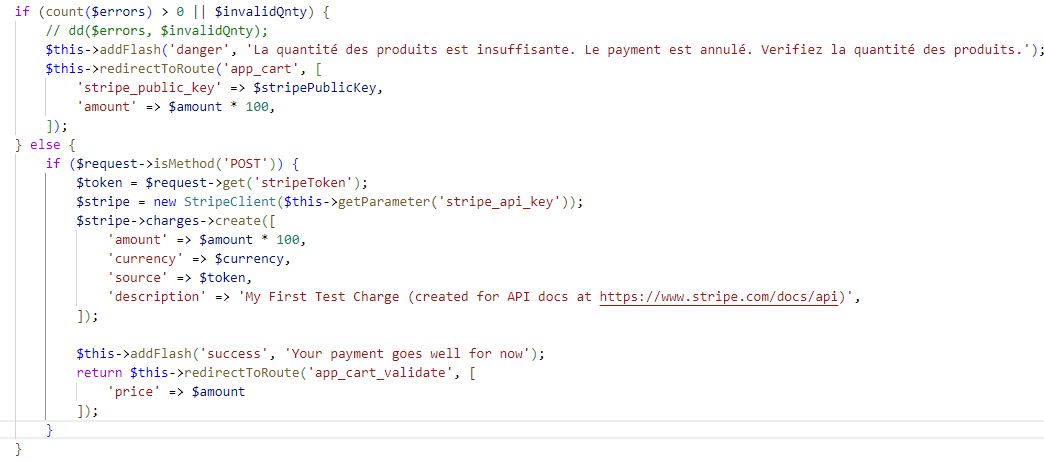 if (count($errors) > 0 || $invalidQnty) {
// dd($errors, $invalidQnty);
$this->addFlash('danger', 'La quantité des produits est insuffisante. Le payment est annulé. Verifiez la quantité des produits.');
$this->redirectToRoute('app_cart', [
'stripe_public_key' => $stripePublicKey,
'amount' => $amount * 100,
]);
} else {
if ($request->isMethod('POST')) {
$token = $request->get('stripeToken');
$stripe = new StripeClient($this->getParameter('stripe_api_key'));
$stripe->charges->create([
'amount' => $amount * 100,
'currency' => $currency,
'source' => $token,
'description' => 'My First Test Charge (created for API docs at https://www.stripe.com/docs/api)',
]);
$this->addFlash('success', 'Your payment goes well for now');
return $this->redirectToRoute('app_cart_validate', [
'price' => $amount
]);
}
}